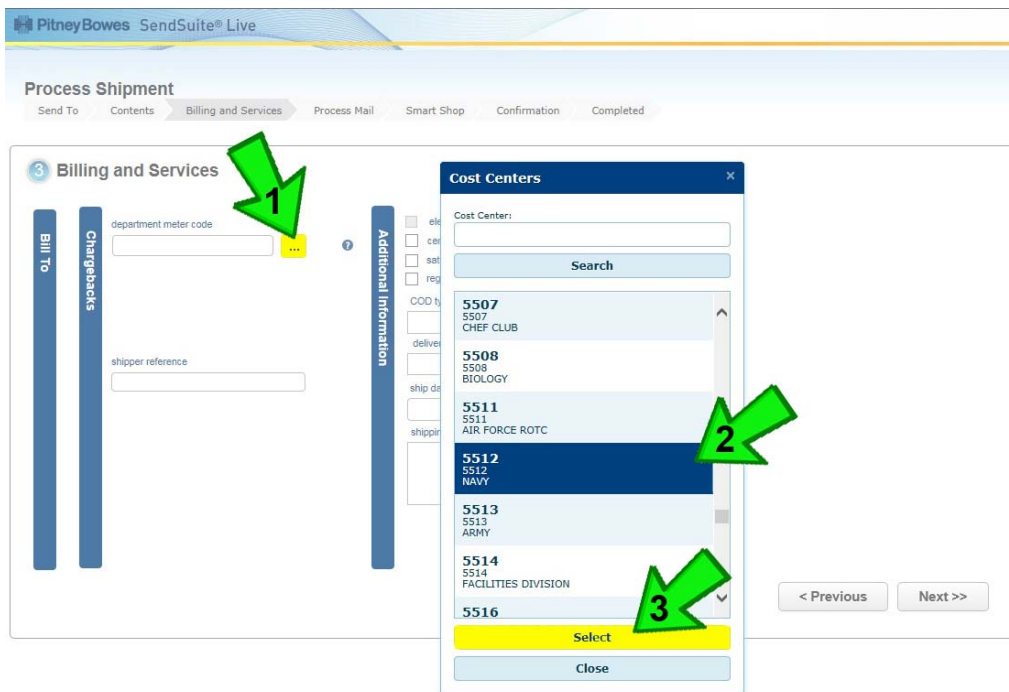 PitneyBowes SendSuite® Live
Process Shipment
Send To Contents Billing and Services Process Mail Smart Shop Confirmation Completed
3 Billing and Services
1
Bill To
Chargebacks
department meter code
...
?
shipper reference
Additional Information
COD
ship
Cost Centers ×
Cost Center:
Search
5507
5507
CHEF CLUB
5508
5508
BIOLOGY
5511
5511
AIR FORCE ROTC
2
5512
5512
NAVY
5513
5513
ARMY
5514
5514
FACILITIES DIVISION
5516
3
Select
Close
< Previous Next >>